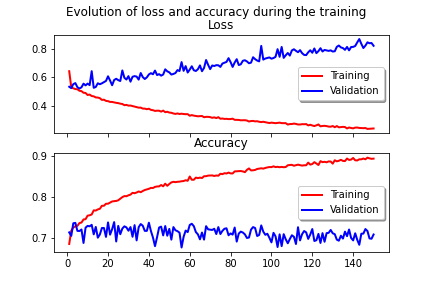 Evolution of loss and accuracy during the training
Loss
0.8
0.6
0.4
Training
Validation
Accuracy
0.9
0.8
0.7
Training
Validation
0 20 40 60 80 100 120 140